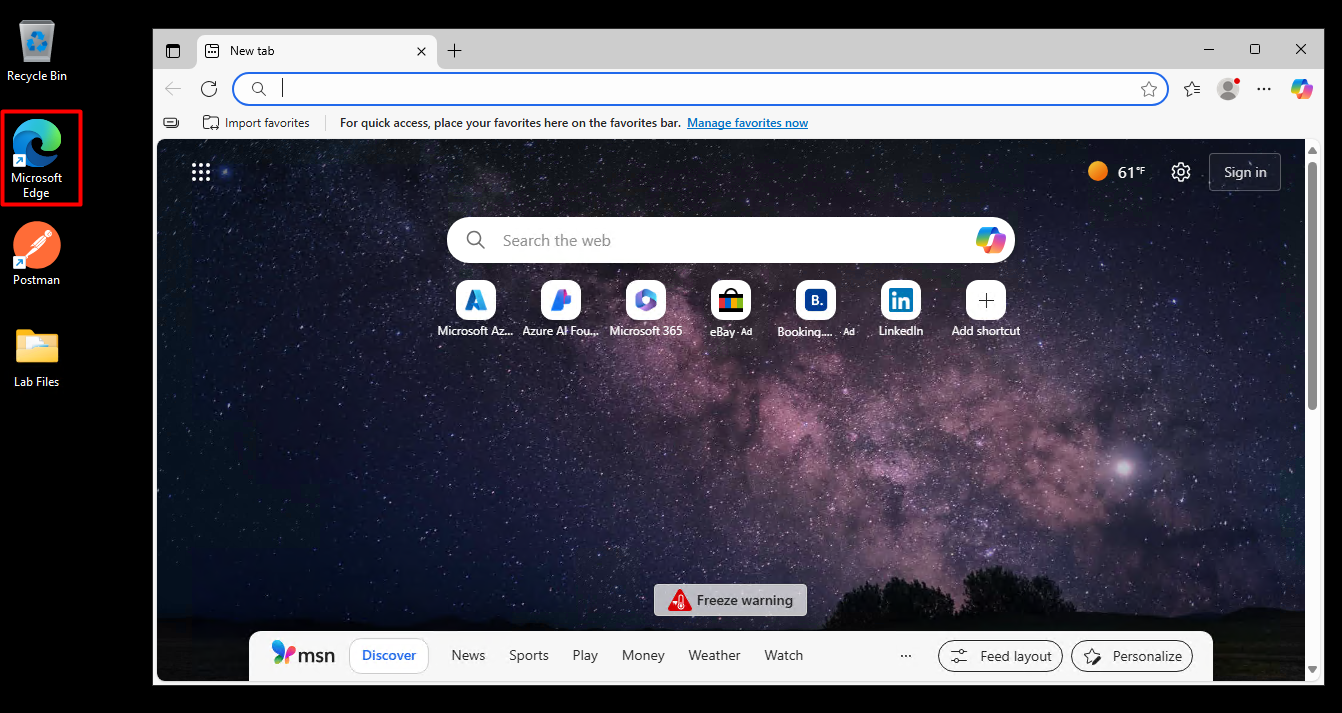 Recycle Bin
Microsoft
Edge
Postman
Lab Files
New tab
Import favorites
For quick access, place your favorites here on the favorites bar. Manage favorites now
61°F
Sign in
Search the web
Microsoft Az...
Azure AI Fou...
Microsoft 365
eBay · Ad
B.
Booking.... Ad
in
LinkedIn
Add shortcut
Freeze warning
msn
Discover
News
Sports
Play
Money
Weather
Watch
...
Feed layout
Personalize